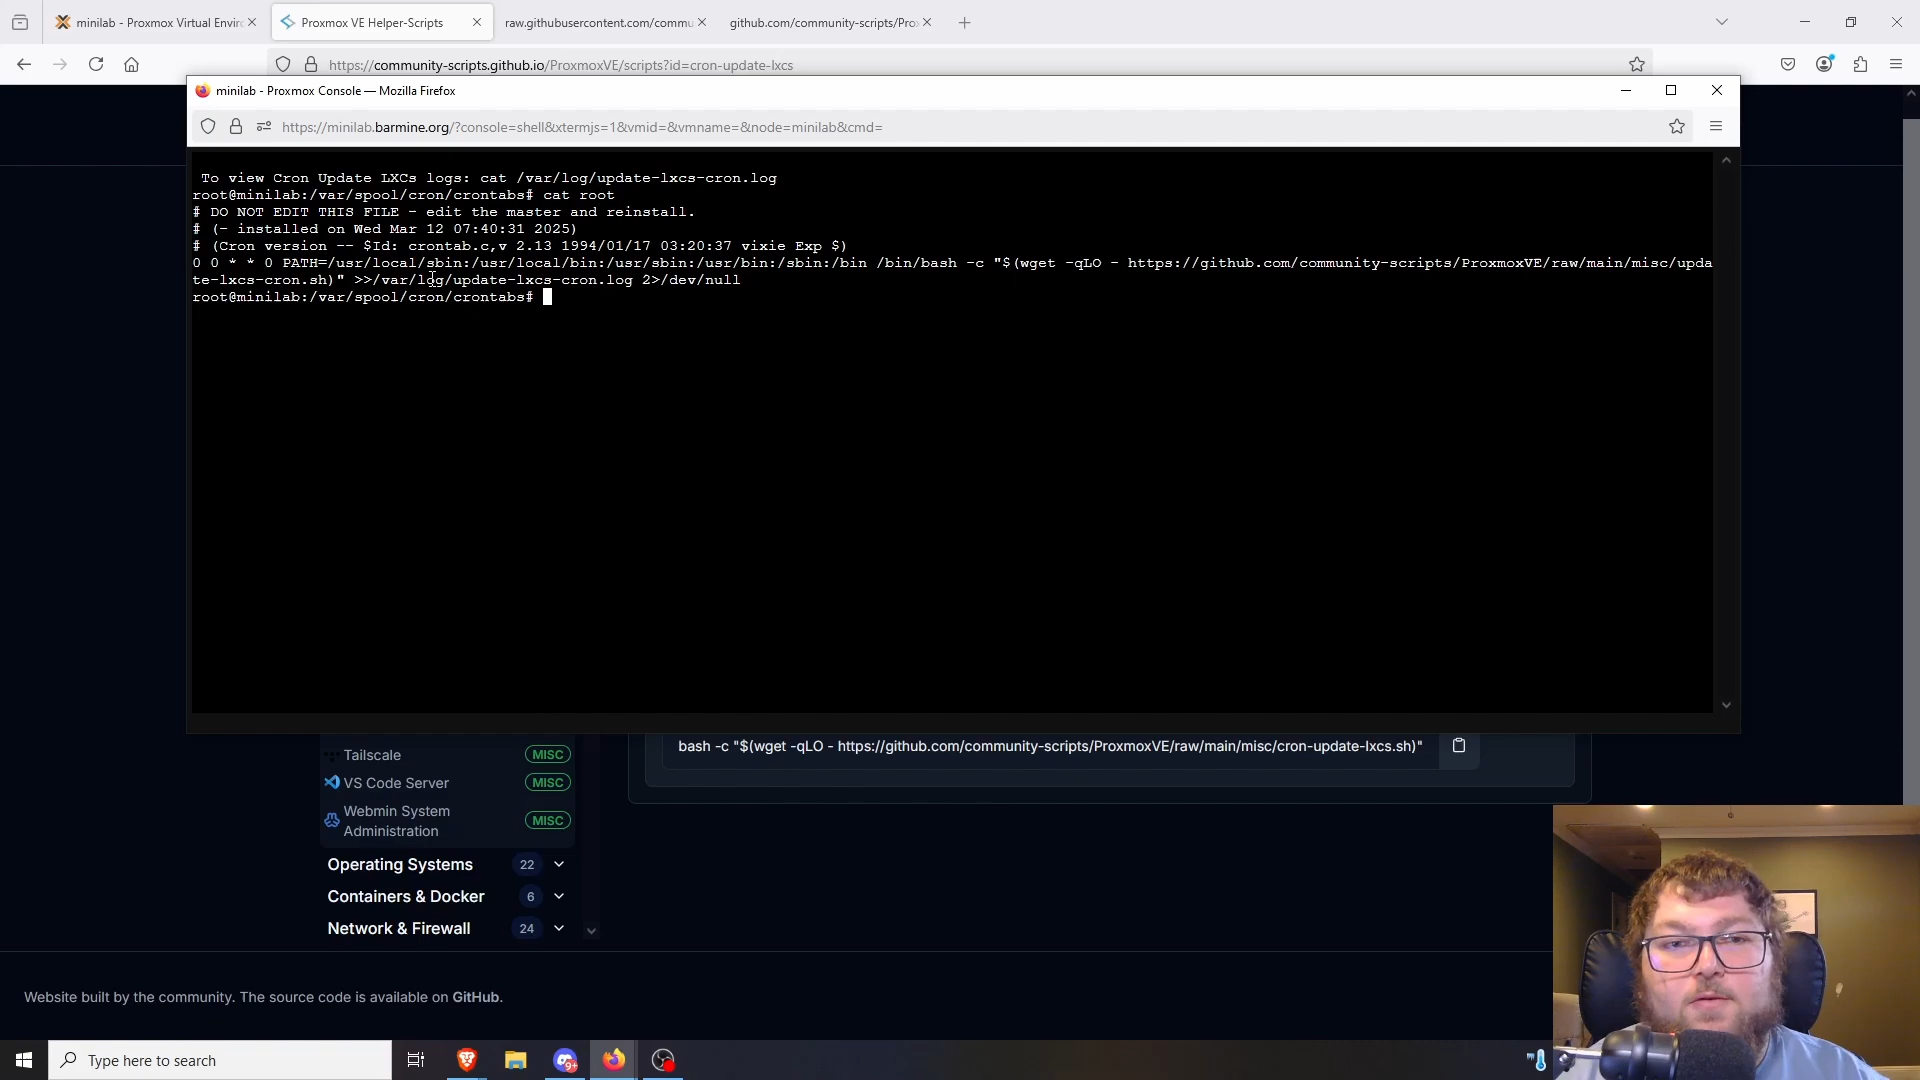 minilab - Proxmox Virtual Envir
Proxmox VE Helper-Scripts
raw.githubusercontent.com/commu
github.com/community-scripts/Pro
https://community-scripts.github.io/ProxmoxVE/scripts?id=cron-update-lxcs
minilab - Proxmox Console — Mozilla Firefox
https://minilab.barmine.org/?console=shell&xtermjs=1&vmid=&vmname=&node=minilab&cmd=
To view Cron Update LXCs logs: cat /var/log/update-lxcs-cron.log
root@minilab:/var/spool/cron/crontabs# cat root
# DO NOT EDIT THIS FILE - edit the master and reinstall.
# (- installed on Wed Mar 12 07:40:31 2025)
# (Cron version -- $Id: crontab.c,v 2.13 1994/01/17 03:20:37 vixie Exp $)
0 0 * * 0 PATH=/usr/local/sbin:/usr/local/bin:/usr/sbin:/usr/bin:/sbin:/bin /bin/bash -c "$(wget -qLO - https://github.com/community-scripts/ProxmoxVE/raw/main/misc/upda
te-lxcs-cron.sh)" >>/var/log/update-lxcs-cron.log 2>/dev/null
root@minilab:/var/spool/cron/crontabs#
bash -c "$(wget -qLO - https://github.com/community-scripts/ProxmoxVE/raw/main/misc/cron-update-lxcs.sh)"
Tailscale MISC
VS Code Server MISC
Webmin System
Administration MISC
Operating Systems 22
Containers & Docker 6
Network & Firewall 24
Website built by the community. The source code is available on GitHub.
Type here to search
9+